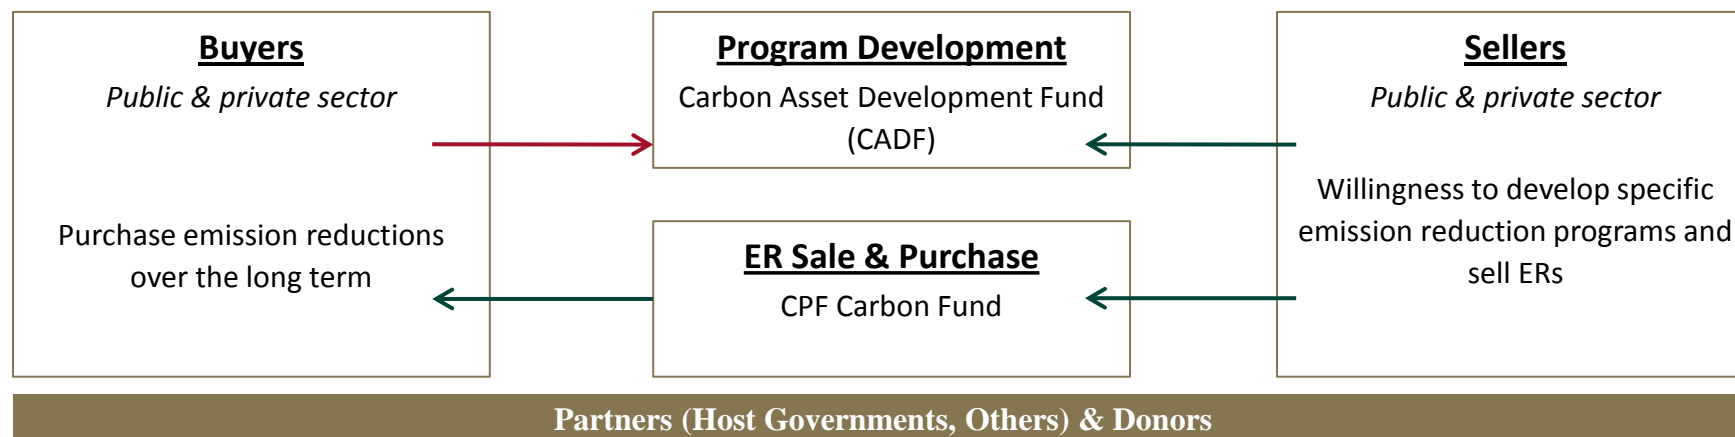 Buyers
Public & private sector
Purchase emission reductions
over the long term
Program Development
Carbon Asset Development Fund
(CADF)
ER Sale & Purchase
CPF Carbon Fund
Sellers
Public & private sector
Willingness to develop specific
emission reduction programs and
sell ERs
Partners (Host Governments, Others) & Donors